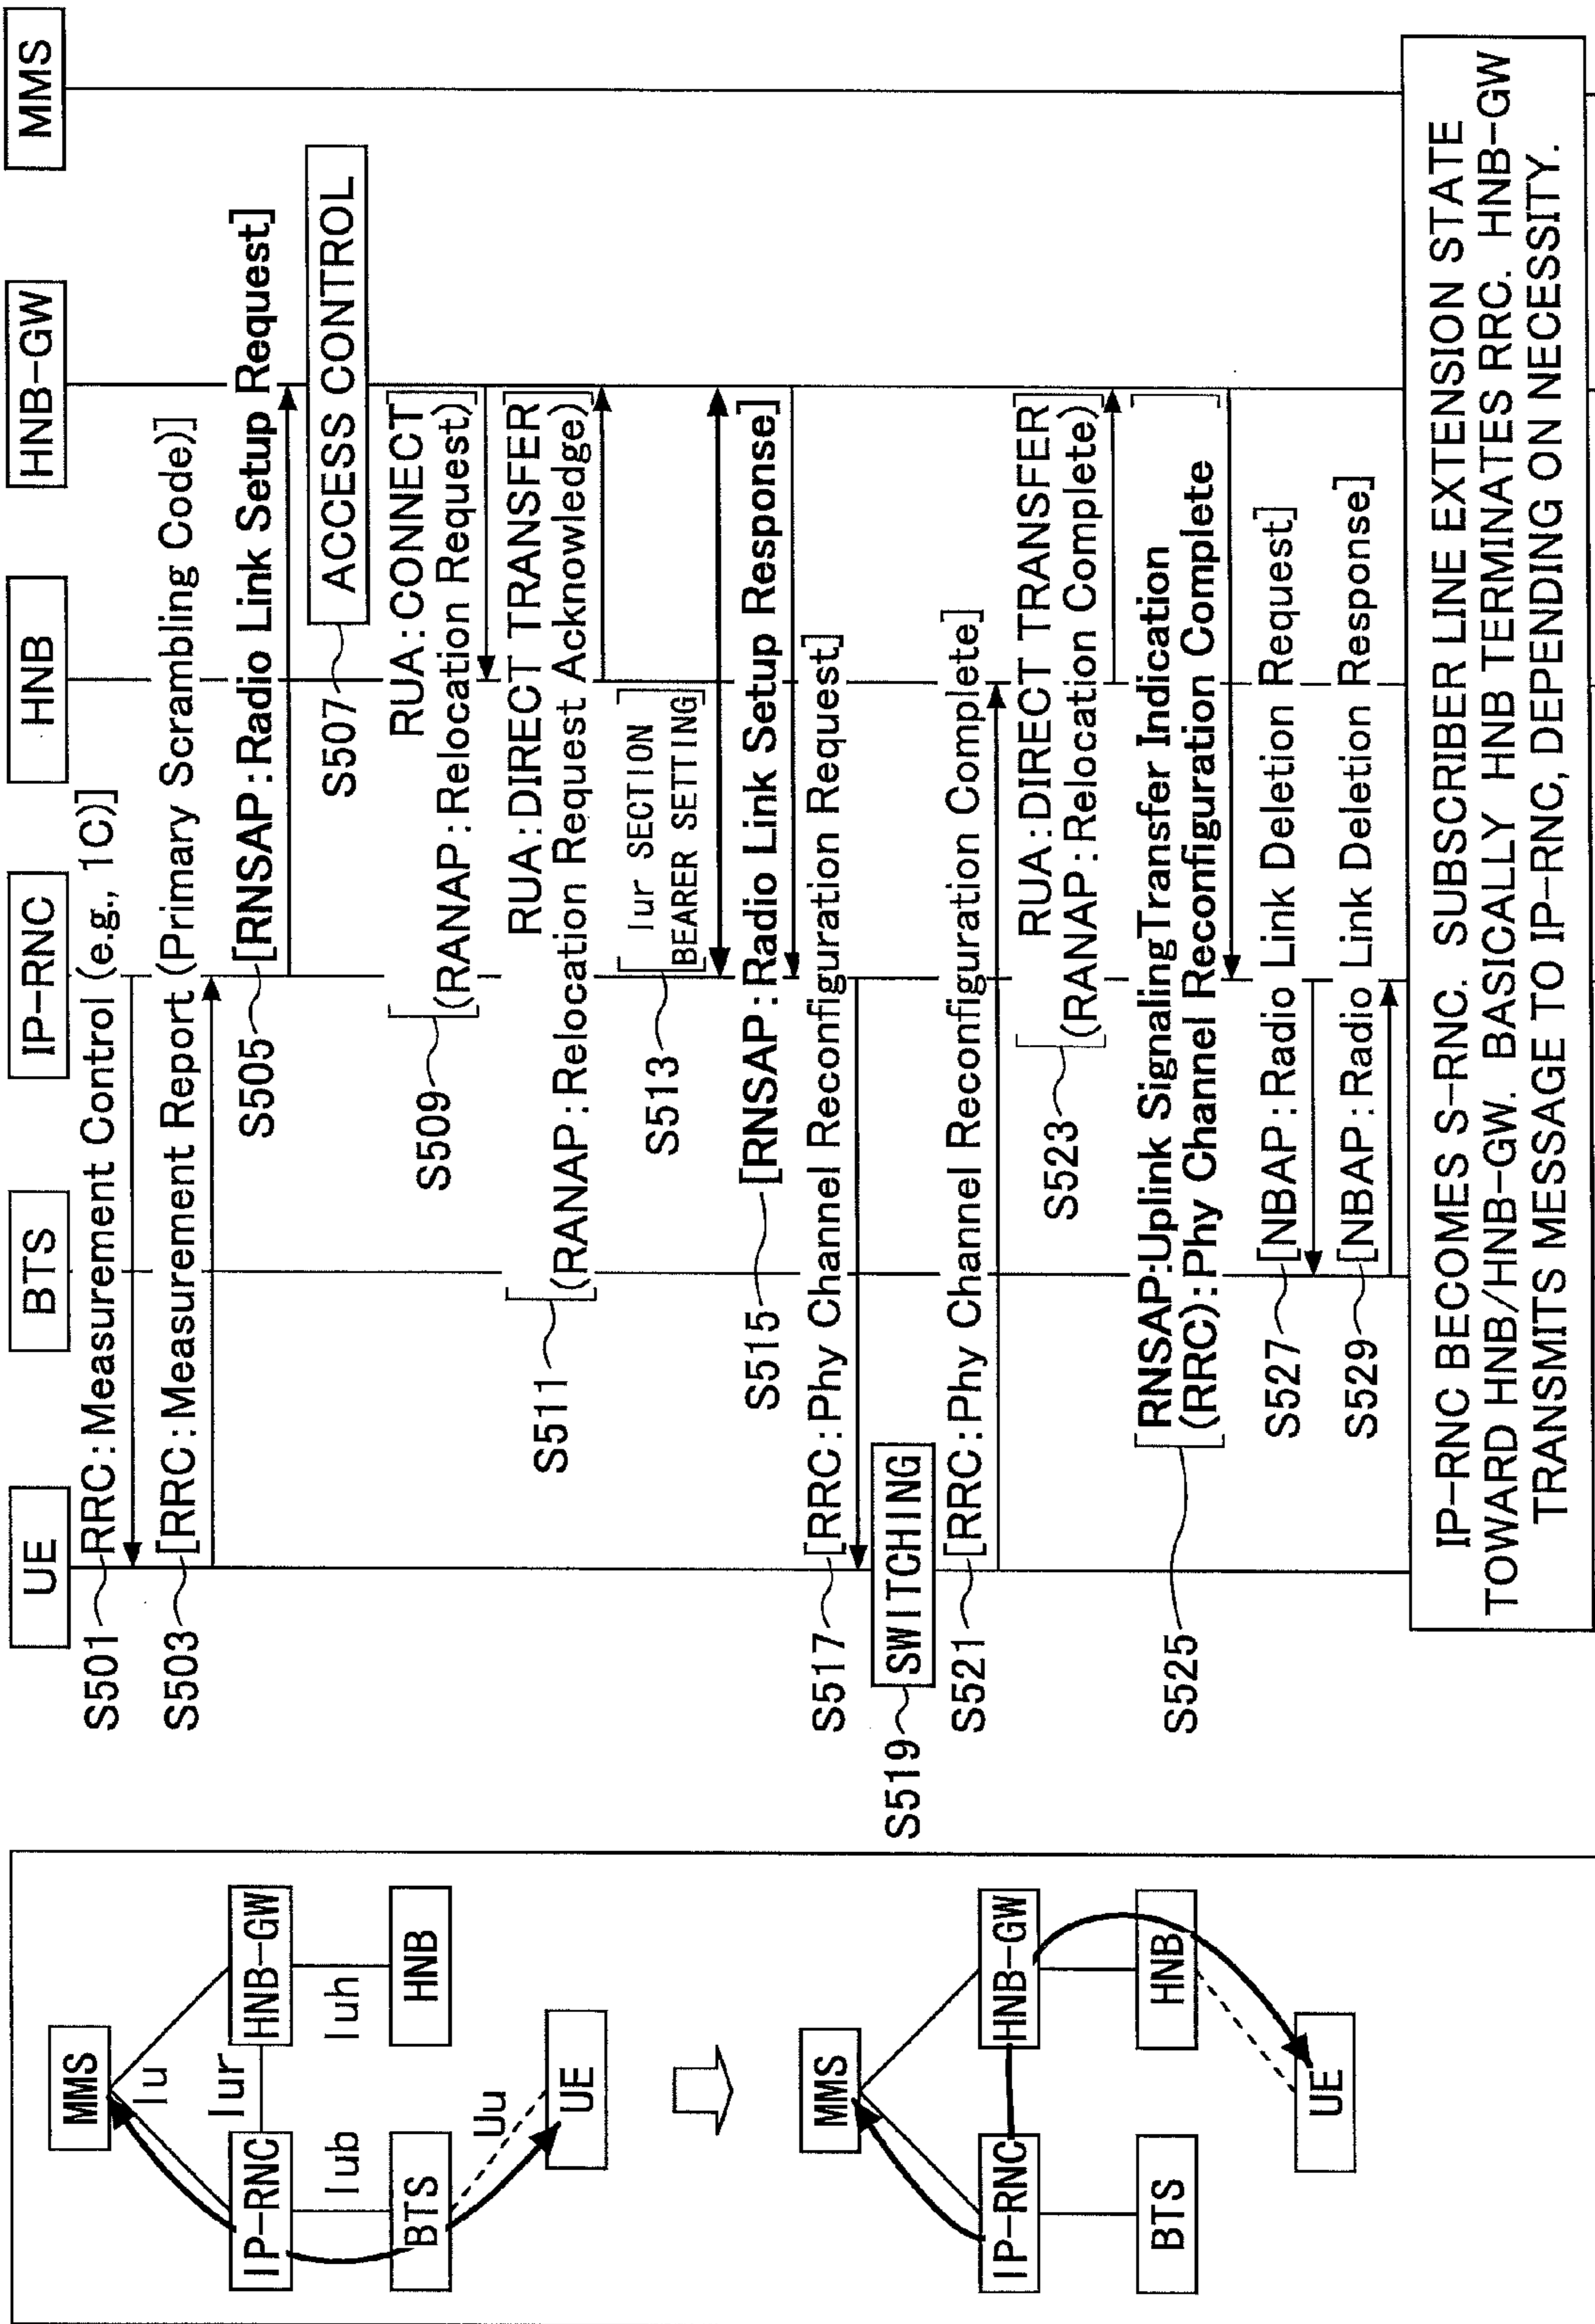 MMS
Iu
Iur
IP-RNC
HNB-GW
Iub
Iuh
BTS
HNB
Uu
UE
MMS
IP-RNC
HNB-GW
BTS
HNB
UE
UE
BTS
IP-RNC
HNB
HNB-GW
MMS
S501
RRC:Measurement Control (e.g., 1C)]
S503
[RRC:Measurement Report (Primary Scrambling Code)]
S505
[RNSAP:Radio Link Setup Request]
S507
ACCESS CONTROL
S509
[RUA:CONNECT
(RANAP:Relocation Request)]
S511
[RUA:DIRECT TRANSFER
(RANAP:Relocation Request Acknowledge)]
S513
[Iur SECTION
BEARER SETTING]
S515
[RNSAP:Radio Link Setup Response]
S517
[RRC:Phy Channel Reconfiguration Request]
S519
SWITCHING
S521
[RRC:Phy Channel Reconfiguration Complete]
S523
[RUA:DIRECT TRANSFER
(RANAP:Relocation Complete)]
S525
[RNSAP:Uplink SignalingTransfer Indication
(RRC):Phy Channel Reconfiguration Complete]
S527
[NBAP:Radio Link Deletion Request]
S529
[NBAP:Radio Link Deletion Response]
IP-RNC BECOMES S-RNC. SUBSCRIBER LINE EXTENSION STATE
TOWARD HNB/HNB-GW. BASICALLY HNB TERMINATES RRC. HNB-GW
TRANSMITS MESSAGE TO IP-RNC, DEPENDING ON NECESSITY.